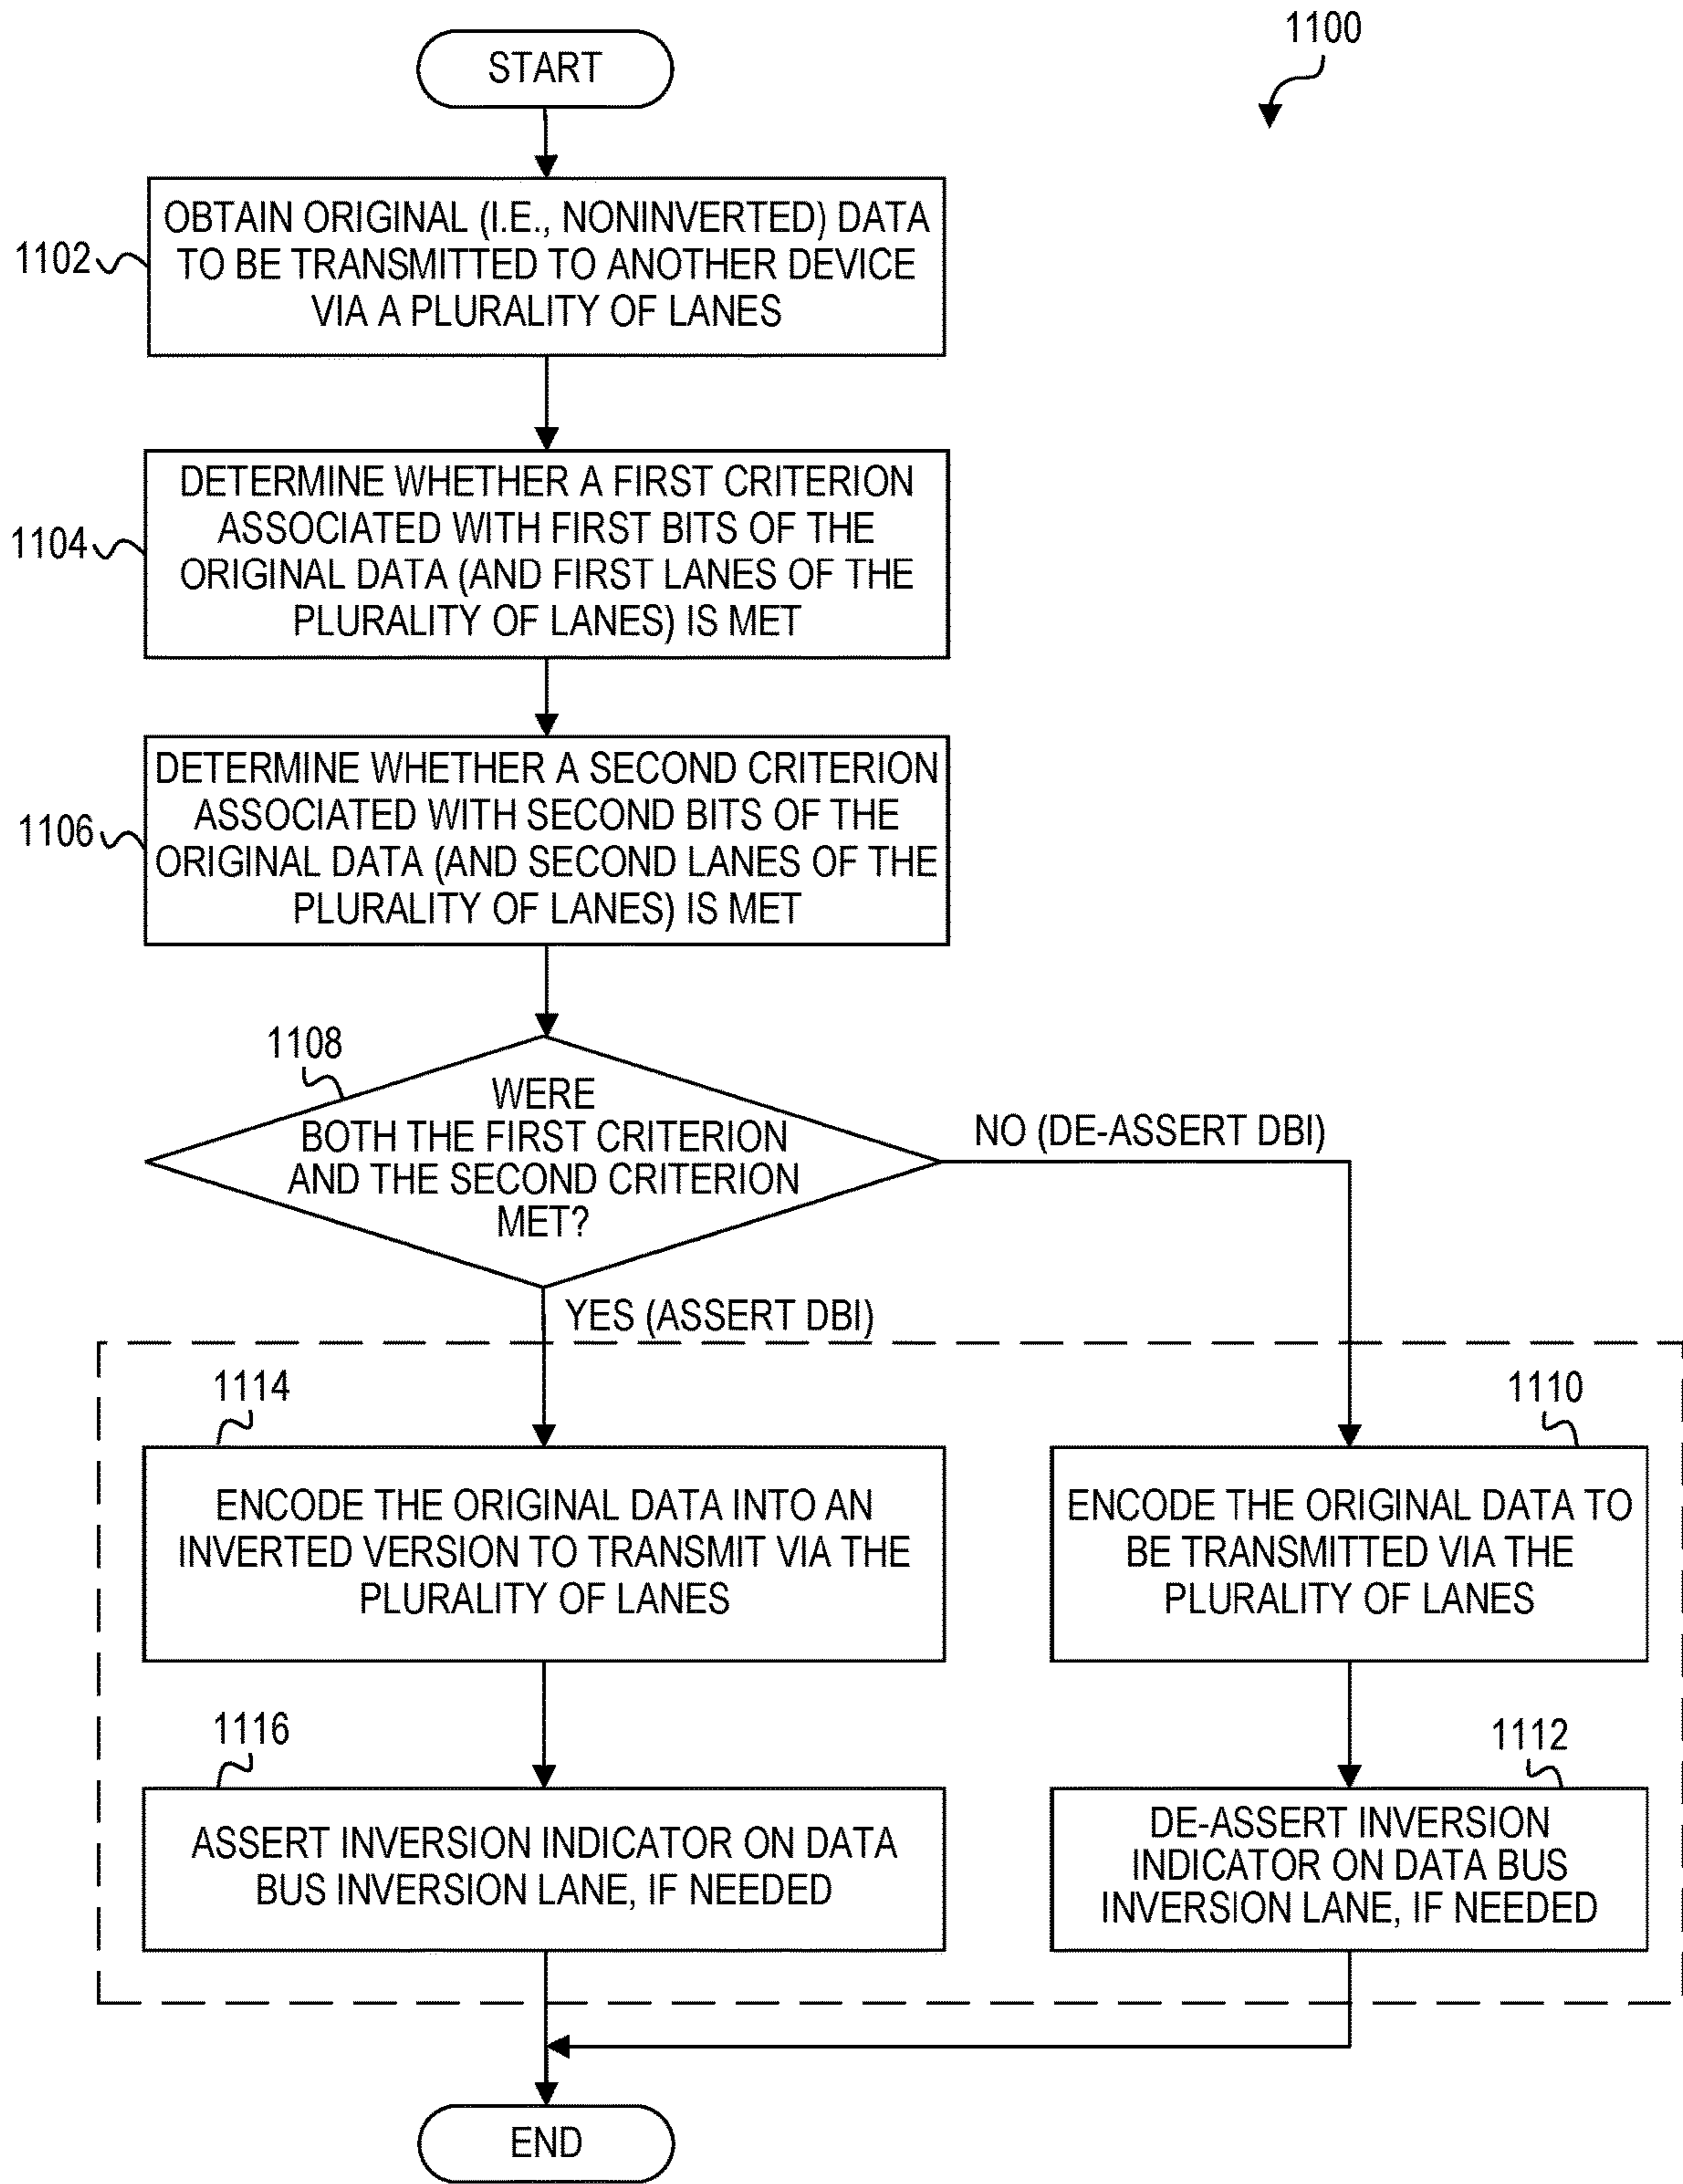 1100
START
1102
OBTAIN ORIGINAL (I.E., NONINVERTED) DATA
TO BE TRANSMITTED TO ANOTHER DEVICE
VIA A PLURALITY OF LANES
1104
DETERMINE WHETHER A FIRST CRITERION
ASSOCIATED WITH FIRST BITS OF THE
ORIGINAL DATA (AND FIRST LANES OF THE
PLURALITY OF LANES) IS MET
1106
DETERMINE WHETHER A SECOND CRITERION
ASSOCIATED WITH SECOND BITS OF THE
ORIGINAL DATA (AND SECOND LANES OF THE
PLURALITY OF LANES) IS MET
1108
WERE
BOTH THE FIRST CRITERION
AND THE SECOND CRITERION
MET?
NO (DE-ASSERT DBI)
YES (ASSERT DBI)
1114
ENCODE THE ORIGINAL DATA INTO AN
INVERTED VERSION TO TRANSMIT VIA THE
PLURALITY OF LANES
1110
ENCODE THE ORIGINAL DATA TO
BE TRANSMITTED VIA THE
PLURALITY OF LANES
1116
ASSERT INVERSION INDICATOR ON DATA
BUS INVERSION LANE, IF NEEDED
1112
DE-ASSERT INVERSION
INDICATOR ON DATA BUS
INVERSION LANE, IF NEEDED
END